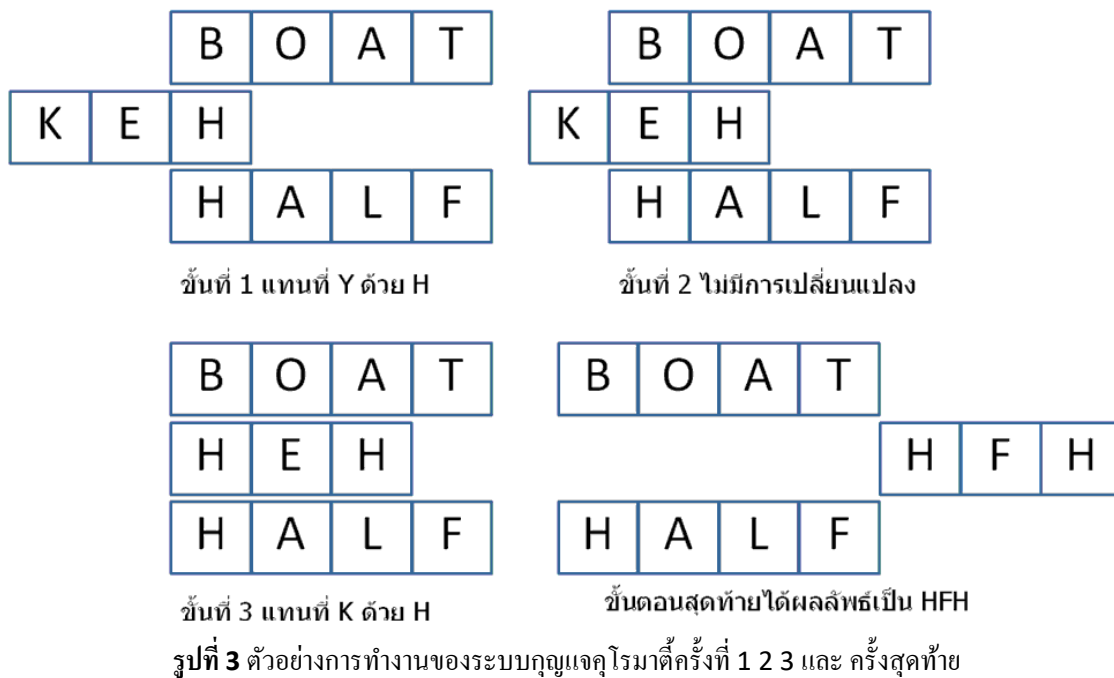 B O A T B O A T
K E H K E H
H A L F H A L F
ขั้นที่ 1 แทนที่ Y ด้วย H ขั้นที่ 2 ไม่มีการเปลี่ยนแปลง
B O A T B O A T
H E H H F H
H A L F H A L F
ขั้นที่ 3 แทนที่ K ด้วย H ขั้นตอนสุดท้ายได้ผลลัพธ์เป็น HFH
รูปที่ 3 ตัวอย่างการทำงานของระบบกุญแจคุโรมาตี้ครั้งที่ 1 2 3 และ ครั้งสุดท้าย